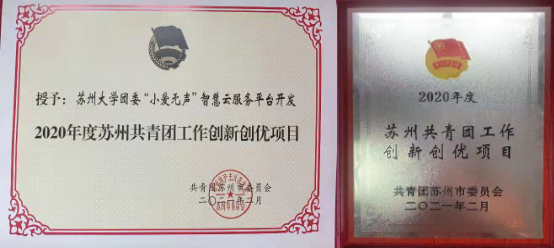 授予：苏州大学团委“小爱无声”智慧云服务平台开发
2020年度苏州共青团工作创新创优项目
共青团苏州市委员会
二〇二一年二月
2020年度
苏州共青团工作
创新创优项目
共青团苏州市委员会
二〇二一年二月